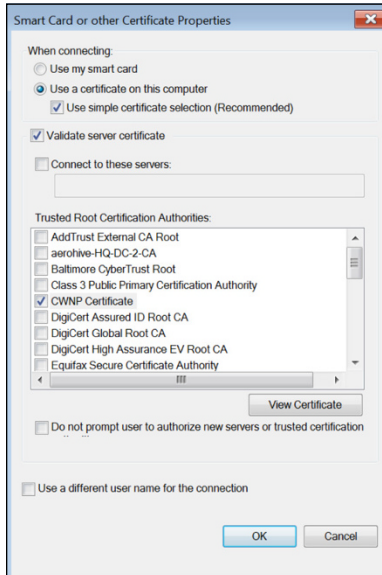 Smart Card or other Certificate Properties
When connecting:
Use my smart card
Use a certificate on this computer
Use simple certificate selection (Recommended)
Validate server certificate
Connect to these servers:
Trusted Root Certification Authorities:
AddTrust External CA Root
aerohive-HQ-DC-2-CA
Baltimore CyberTrust Root
Class 3 Public Primary Certification Authority
CWNP Certificate
DigiCert Assured ID Root CA
DigiCert Global Root CA
DigiCert High Assurance EV Root CA
Equifax Secure Certificate Authority
View Certificate
Do not prompt user to authorize new servers or trusted certification
Use a different user name for the connection
OK Cancel